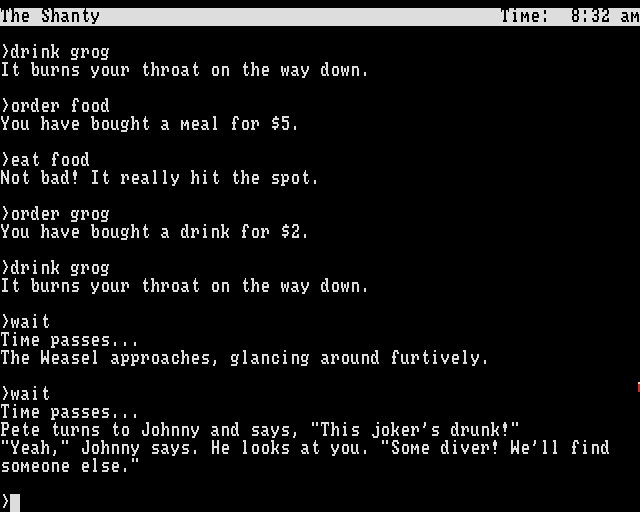 The Shanty Time: 8:32 am
>drink grog
It burns your throat on the way down.
>order food
You have bought a meal for $5.
>eat food
Not bad! It really hit the spot.
>order grog
You have bought a drink for $2.
>drink grog
It burns your throat on the way down.
>wait
Time passes...
The Weasel approaches, glancing around furtively.
>wait
Time passes...
Pete turns to Johnny and says, "This joker's drunk!"
"Yeah," Johnny says. He looks at you. "Some diver! We'll find
someone else."
>